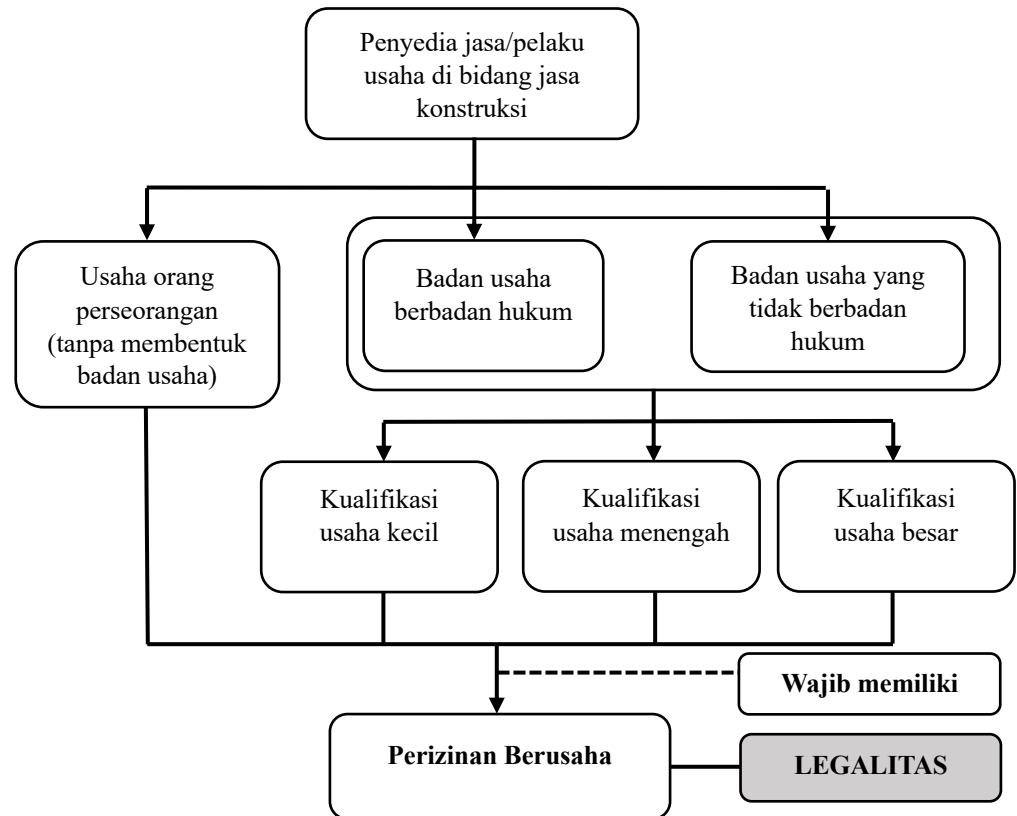 Penyedia jasa/pelaku
usaha di bidang jasa
konstruksi
Usaha orang
perseorangan
(tanpa membentuk
badan usaha)
Badan usaha
berbadan hukum
Badan usaha yang
tidak berbadan
hukum
Kualifikasi
usaha kecil
Kualifikasi
usaha menengah
Kualifikasi
usaha besar
Wajib memiliki
Perizinan Berusaha
LEGALITAS